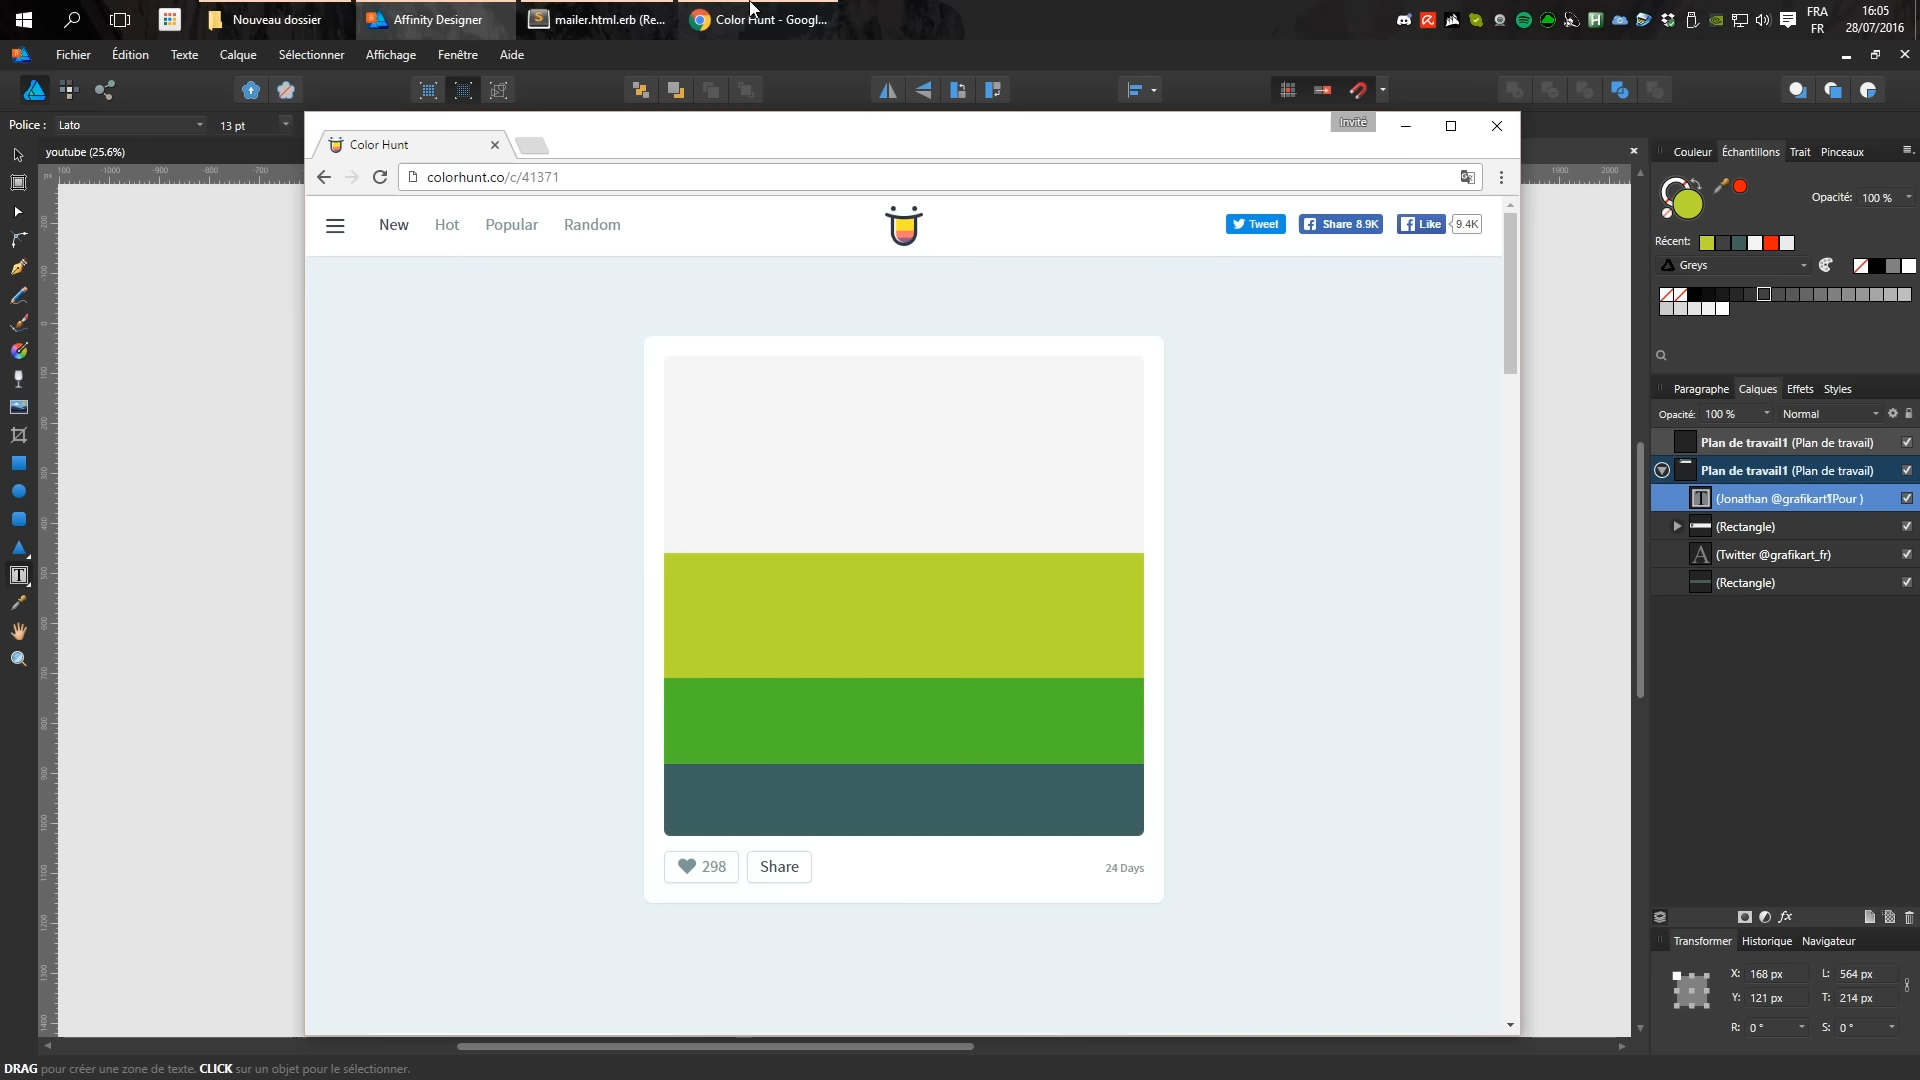 Nouveau dossier
Affinity Designer
mailer.html.erb (Re...
Color Hunt - Googl...
FRA
FR
16:05
28/07/2016
Fichier Édition Texte Calque Sélectionner Affichage Fenêtre Aide
Police : Lato 13 pt
youtube (25.6%)
Invité
Color Hunt
colorhunt.co/c/41371
New Hot Popular Random
Tweet Share 8.9K Like 9.4K
298 Share 24 Days
Couleur Échantillons Trait Pinceaux
Opacité: 100 %
Récent:
Greys
Paragraphe Calques Effets Styles
Opacité: 100 % Normal
Plan de travail1 (Plan de travail)
Plan de travail1 (Plan de travail)
(Jonathan @grafikart¶Pour )
(Rectangle)
(Twitter @grafikart_fr)
(Rectangle)
Transformer Historique Navigateur
X: 168 px L: 564 px
Y: 121 px T: 214 px
R: 0 ° S: 0 °
DRAG pour créer une zone de texte. CLICK sur un objet pour le sélectionner.